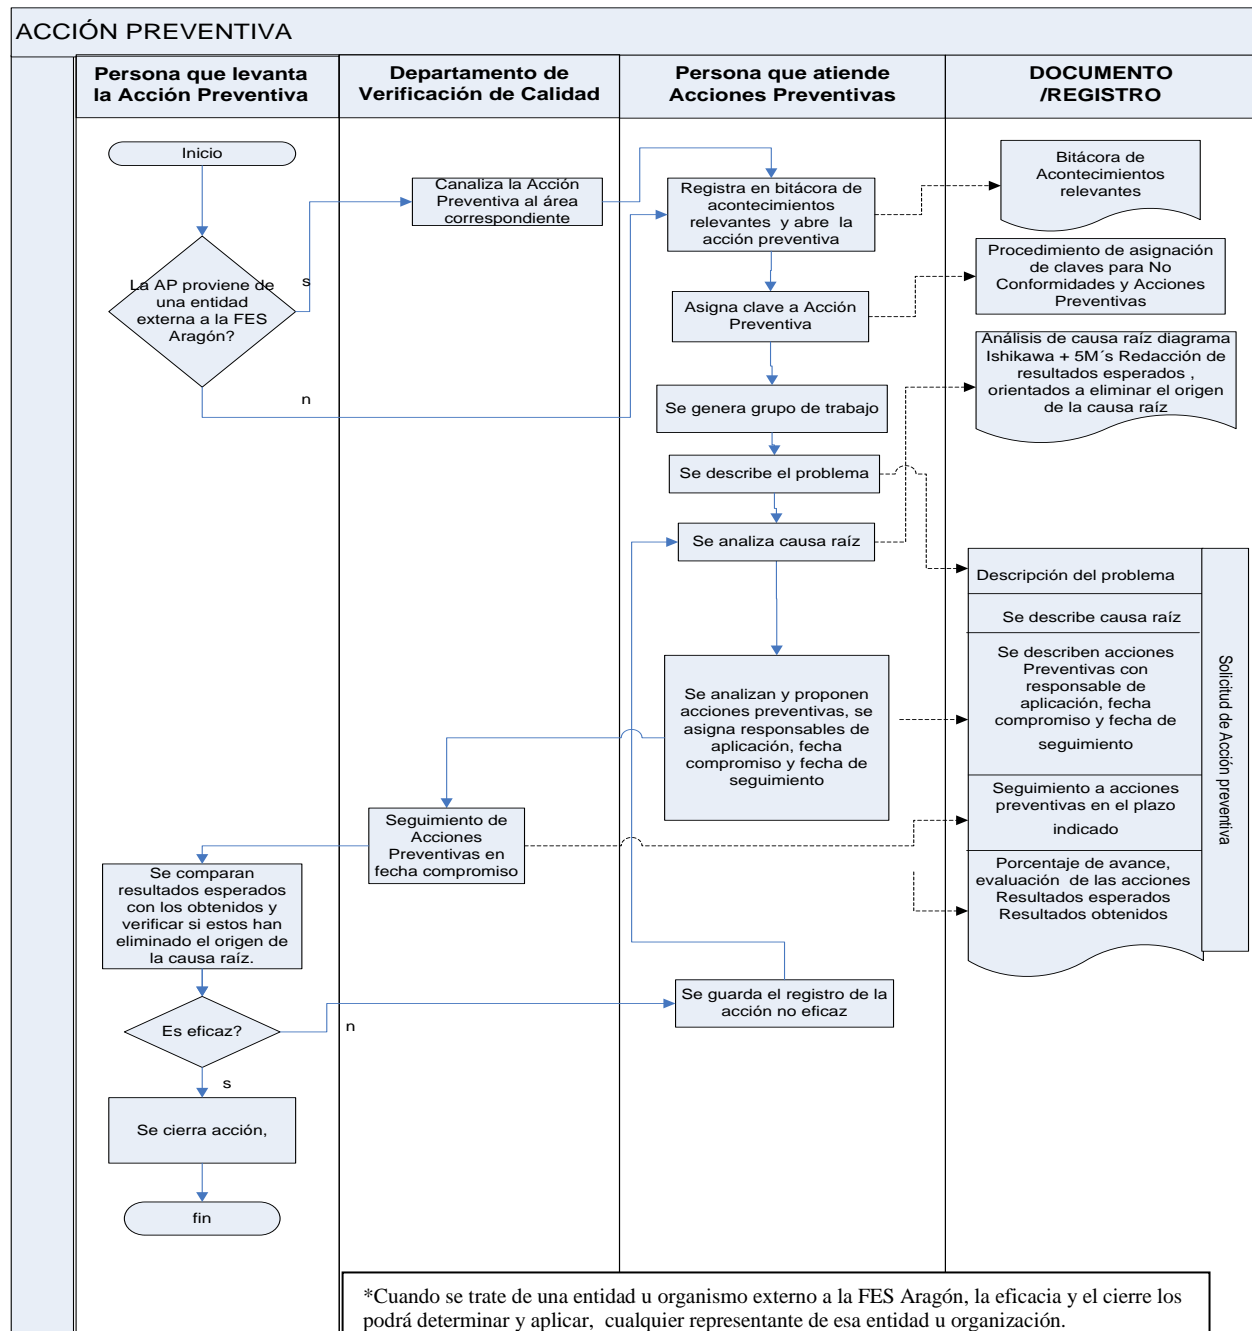 ACCIÓN PREVENTIVA
Persona que levanta
la Acción Preventiva
Departamento de
Verificación de Calidad
Persona que atiende
Acciones Preventivas
DOCUMENTO
/REGISTRO
Inicio
La AP proviene de
una entidad
externa a la FES
Aragón?
s
n
Canaliza la Acción
Preventiva al área
correspondiente
Registra en bitácora de
acontecimientos
relevantes y abre la
acción preventiva
Bitácora de
Acontecimientos
relevantes
Asigna clave a Acción
Preventiva
Procedimiento de asignación
de claves para No
Conformidades y Acciones
Preventivas
Se genera grupo de trabajo
Análisis de causa raíz diagrama
Ishikawa + 5M´s Redacción de
resultados esperados ,
orientados a eliminar el origen
de la causa raíz
Se describe el problema
Se analiza causa raíz
Descripción del problema
Se describe causa raíz
Se describen acciones
Preventivas con
responsable de
aplicación, fecha
compromiso y fecha de
seguimiento
Seguimiento a acciones
preventivas en el plazo
indicado
Porcentaje de avance,
evaluación de las acciones
Resultados esperados
Resultados obtenidos
Solicitud de Acción preventiva
Se analizan y proponen
acciones preventivas, se
asigna responsables de
aplicación, fecha
compromiso y fecha de
seguimiento
Seguimiento de
Acciones
Preventivas en
fecha compromiso
Se comparan
resultados esperados
con los obtenidos y
verificar si estos han
eliminado el origen de
la causa raíz.
Es eficaz?
n
s
Se guarda el registro de la
acción no eficaz
Se cierra acción,
fin
*Cuando se trate de una entidad u organismo externo a la FES Aragón, la eficacia y el cierre los
podrá determinar y aplicar, cualquier representante de esa entidad u organización.